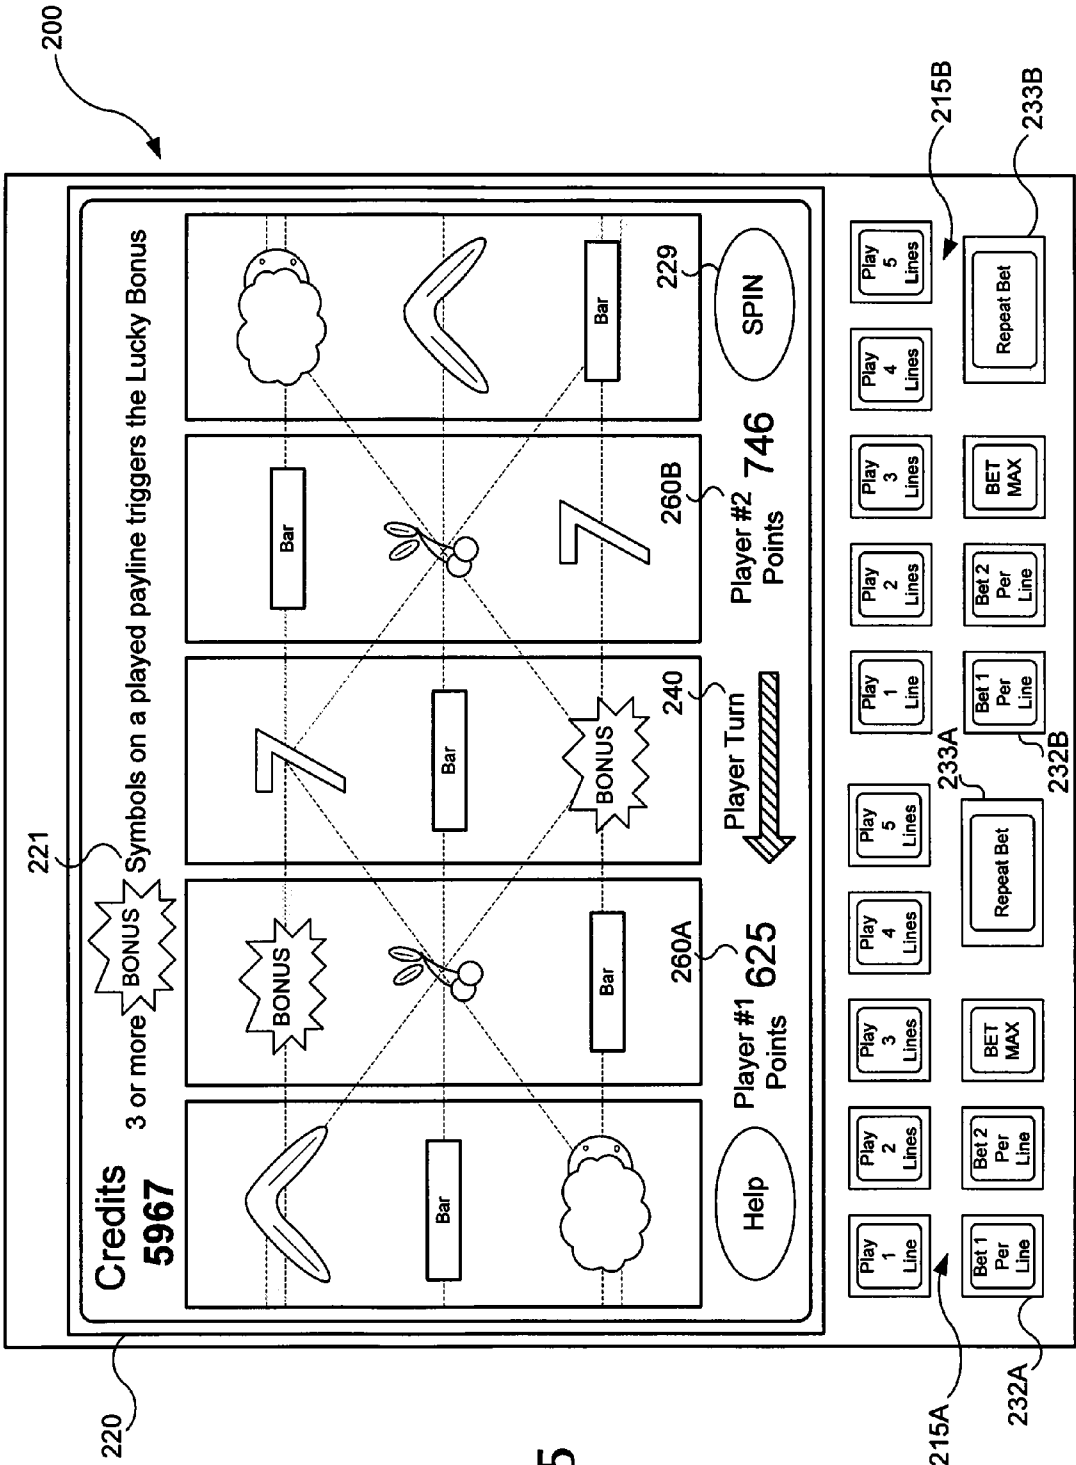 200
221
Credits
5967
3 or more BONUS Symbols on a played payline triggers the Lucky Bonus
220
BONUS
7
Bar
Bar
Bar
BONUS
Bar
7
Bar
Help
Player #1
Points
625
260A
Player Turn
240
Player #2
Points
746
260B
SPIN
229
Play
1
Line
Play
2
Lines
Play
3
Lines
Play
4
Lines
Play
5
Lines
Play
1
Line
Play
2
Lines
Play
3
Lines
Play
4
Lines
Play
5
Lines
Bet 1
Per
Line
Bet 2
Per
Line
BET
MAX
Repeat Bet
Bet 1
Per
Line
Bet 2
Per
Line
BET
MAX
Repeat Bet
215A
232A
233A
232B
215B
233B
5